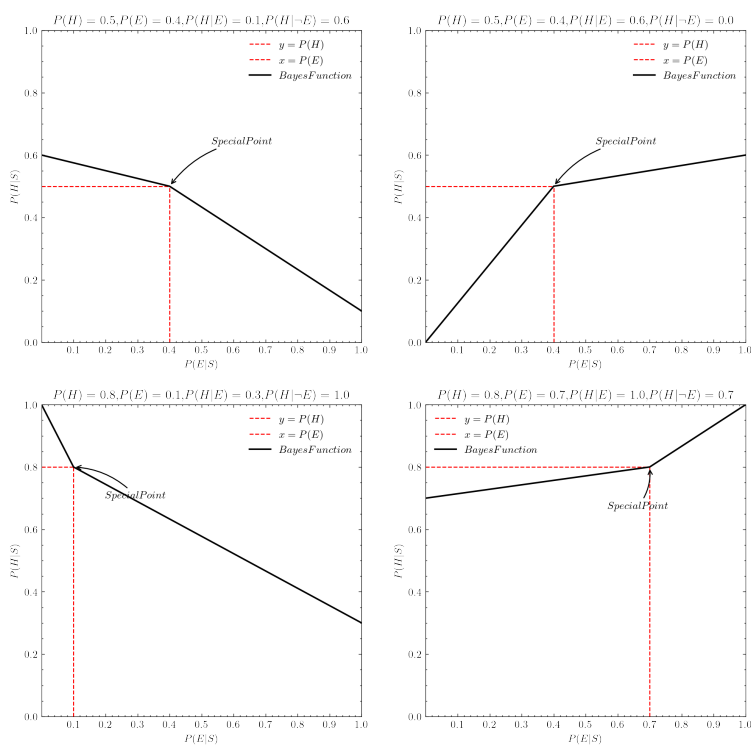 P(H) = 0.5,P(E) = 0.4,P(H|E) = 0.1,P(H|¬E) = 0.6
1.0
0.8
0.6
0.4
0.2
0.0
P(H|S)
y = P(H)
x = P(E)
BayesFunction
SpecialPoint
0.1 0.2 0.3 0.4 0.5 0.6 0.7 0.8 0.9 1.0
P(E|S)
P(H) = 0.5,P(E) = 0.4,P(H|E) = 0.6,P(H|¬E) = 0.0
1.0
0.8
0.6
0.4
0.2
0.0
P(H|S)
y = P(H)
x = P(E)
BayesFunction
SpecialPoint
0.1 0.2 0.3 0.4 0.5 0.6 0.7 0.8 0.9 1.0
P(E|S)
P(H) = 0.8,P(E) = 0.1,P(H|E) = 0.3,P(H|¬E) = 1.0
1.0
0.8
0.6
0.4
0.2
0.0
P(H|S)
y = P(H)
x = P(E)
BayesFunction
SpecialPoint
0.1 0.2 0.3 0.4 0.5 0.6 0.7 0.8 0.9 1.0
P(E|S)
P(H) = 0.8,P(E) = 0.7,P(H|E) = 1.0,P(H|¬E) = 0.7
1.0
0.8
0.6
0.4
0.2
0.0
P(H|S)
y = P(H)
x = P(E)
BayesFunction
SpecialPoint
0.1 0.2 0.3 0.4 0.5 0.6 0.7 0.8 0.9 1.0
P(E|S)